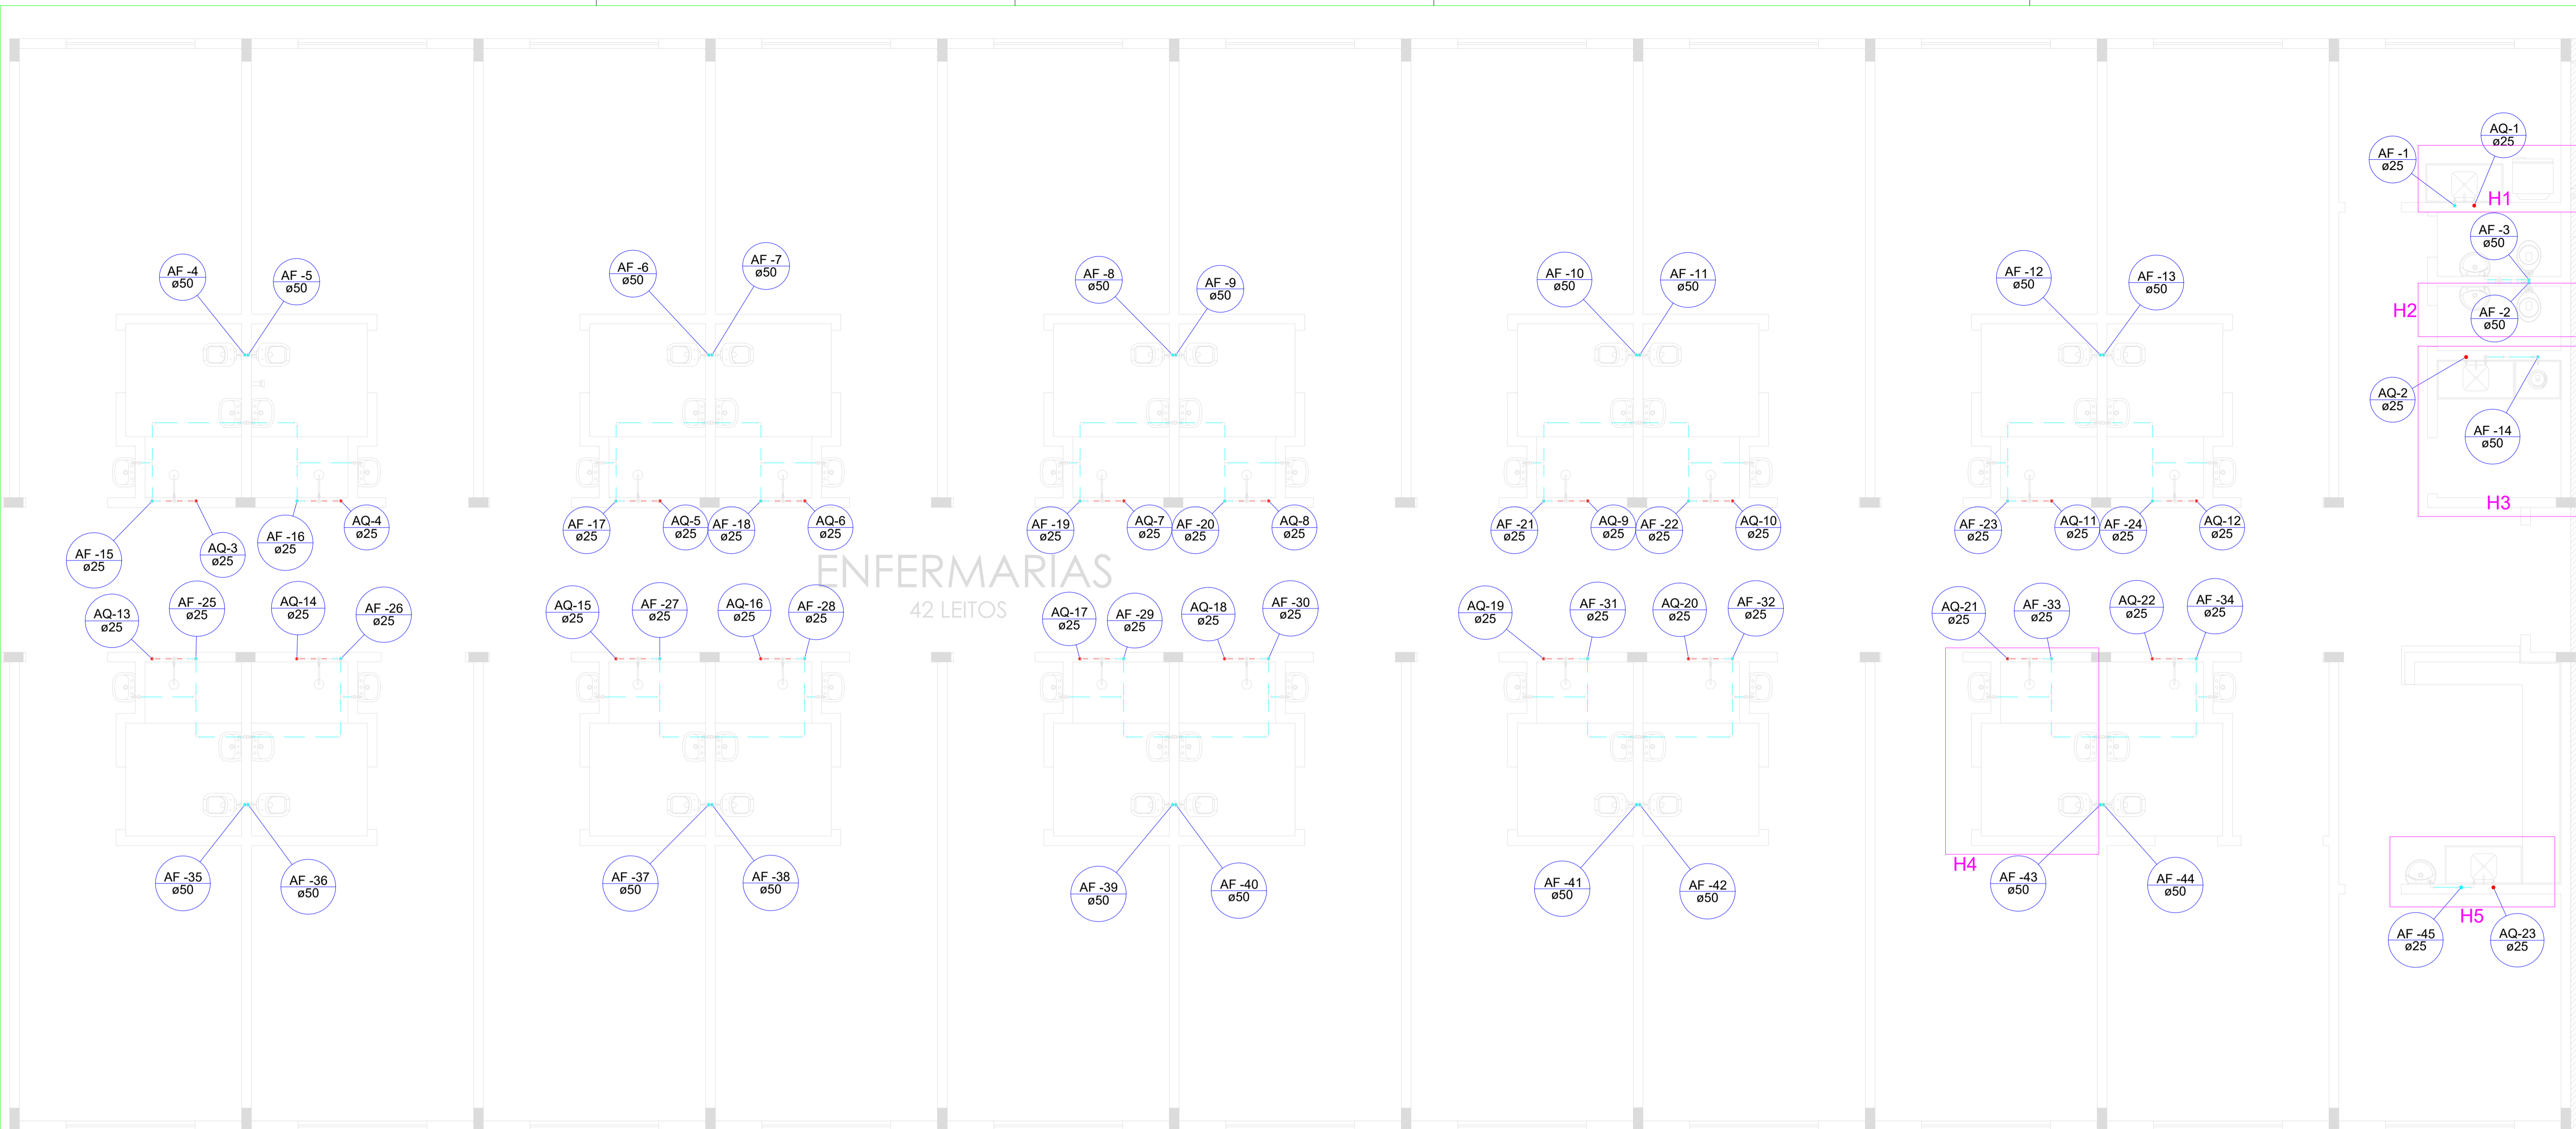 AQ-1
ø25
AF -1
ø25
H1
AF -3
ø50
H2
AF -2
ø50
AF -4
ø50
AF -5
ø50
AF -6
ø50
AF -7
ø50
AF -8
ø50
AF -9
ø50
AF -10
ø50
AF -11
ø50
AF -12
ø50
AF -13
ø50
AQ-2
ø25
AF -14
ø50
H3
AF -15
ø25
AQ-3
ø25
AF -16
ø25
AQ-4
ø25
AF -17
ø25
AQ-5
ø25
AF -18
ø25
AQ-6
ø25
AF -19
ø25
AQ-7
ø25
AF -20
ø25
AQ-8
ø25
AF -21
ø25
AQ-9
ø25
AF -22
ø25
AQ-10
ø25
AF -23
ø25
AQ-11
ø25
AF -24
ø25
AQ-12
ø25
ENFERMARIAS
42 LEITOS
AQ-13
ø25
AF -25
ø25
AQ-14
ø25
AF -26
ø25
AQ-15
ø25
AF -27
ø25
AQ-16
ø25
AF -28
ø25
AQ-17
ø25
AF -29
ø25
AQ-18
ø25
AF -30
ø25
AQ-19
ø25
AF -31
ø25
AQ-20
ø25
AF -32
ø25
AQ-21
ø25
AF -33
ø25
AQ-22
ø25
AF -34
ø25
H4
AF -35
ø50
AF -36
ø50
AF -37
ø50
AF -38
ø50
AF -39
ø50
AF -40
ø50
AF -41
ø50
AF -42
ø50
AF -43
ø50
AF -44
ø50
H5
AF -45
ø25
AQ-23
ø25